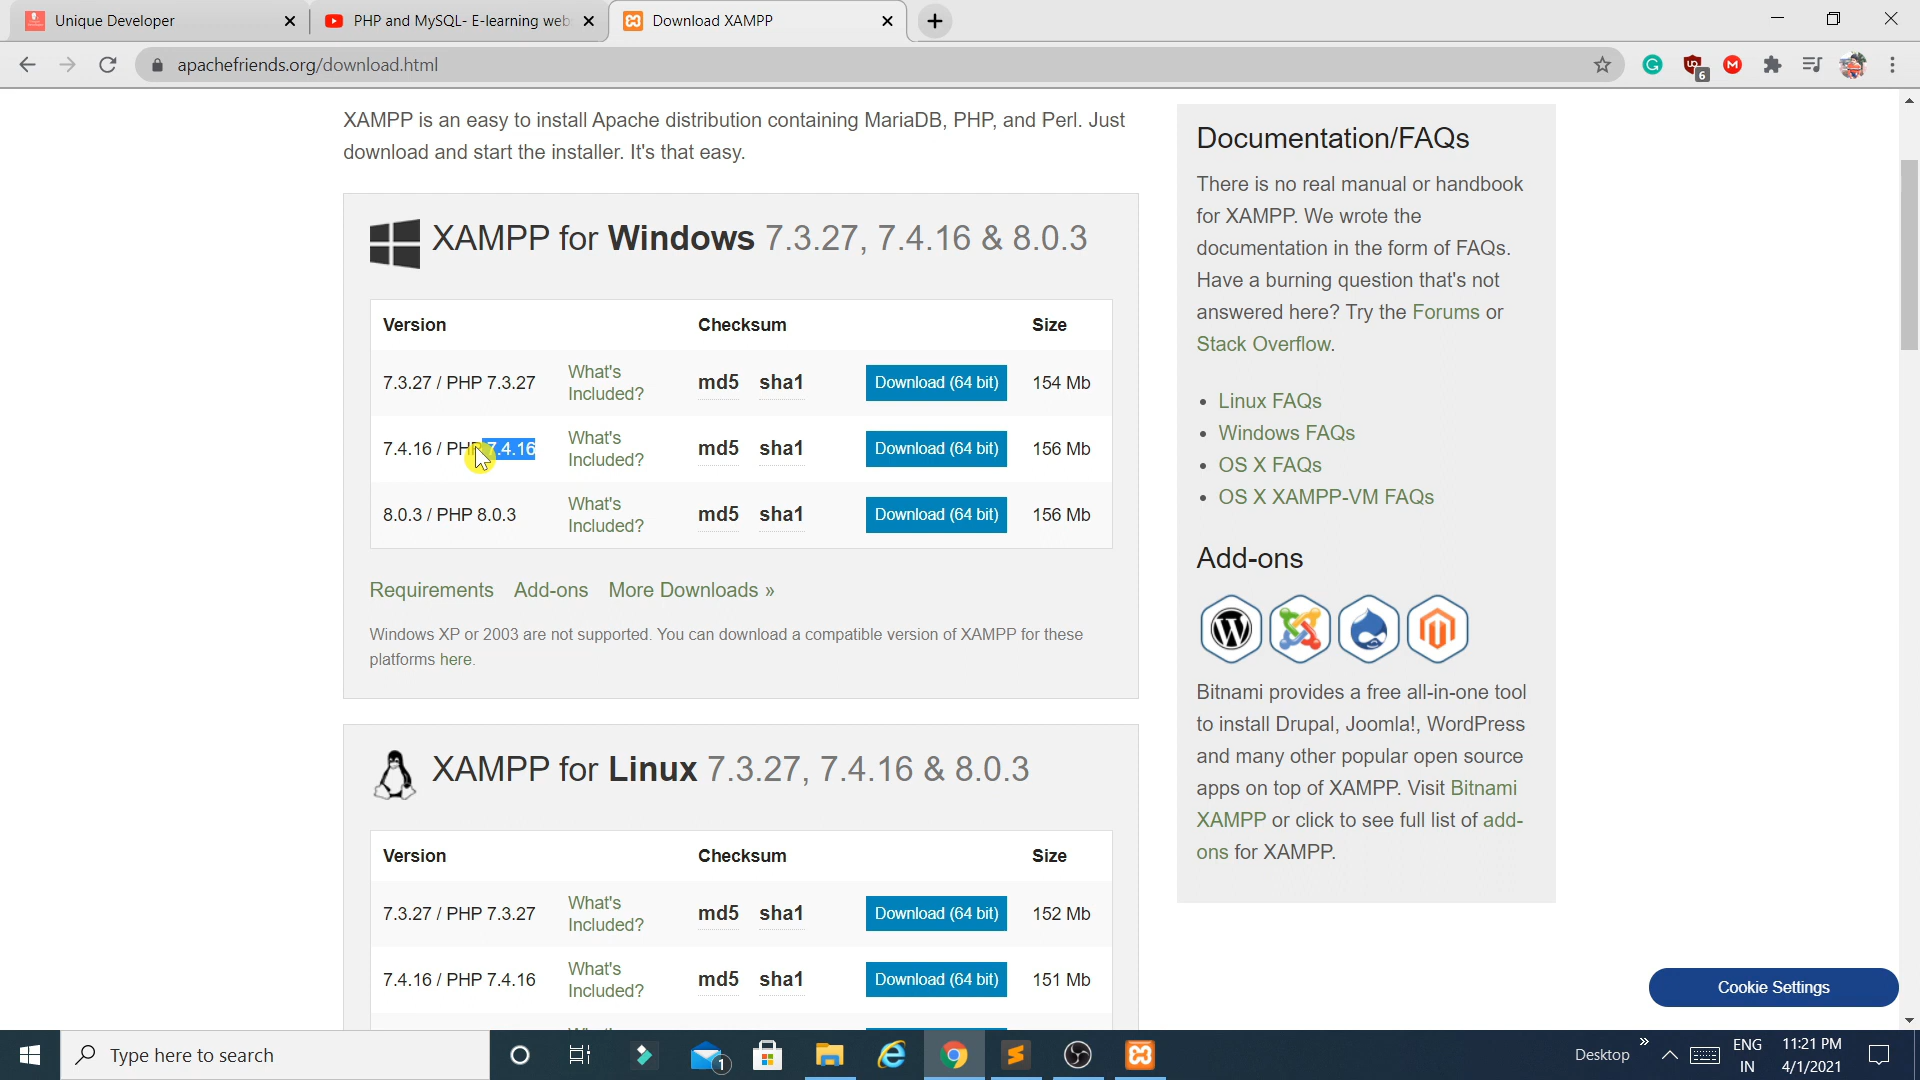 Unique Developer
PHP and MySQL- E-learning web
Download XAMPP
apachefriends.org/download.html
6
XAMPP is an easy to install Apache distribution containing MariaDB, PHP, and Perl. Just
download and start the installer. It's that easy.
XAMPP for Windows 7.3.27, 7.4.16 & 8.0.3
Version Checksum Size
7.3.27 / PHP 7.3.27 What's Included? md5 sha1 Download (64 bit) 154 Mb
7.4.16 / PHP 7.4.16 What's Included? md5 sha1 Download (64 bit) 156 Mb
8.0.3 / PHP 8.0.3 What's Included? md5 sha1 Download (64 bit) 156 Mb
Requirements Add-ons More Downloads »
Windows XP or 2003 are not supported. You can download a compatible version of XAMPP for these
platforms here.
XAMPP for Linux 7.3.27, 7.4.16 & 8.0.3
Version Checksum Size
7.3.27 / PHP 7.3.27 What's Included? md5 sha1 Download (64 bit) 152 Mb
7.4.16 / PHP 7.4.16 What's Included? md5 sha1 Download (64 bit) 151 Mb
Documentation/FAQs
There is no real manual or handbook
for XAMPP. We wrote the
documentation in the form of FAQs.
Have a burning question that's not
answered here? Try the Forums or
Stack Overflow.
• Linux FAQs
• Windows FAQs
• OS X FAQs
• OS X XAMPP-VM FAQs
Add-ons
Bitnami provides a free all-in-one tool
to install Drupal, Joomla!, WordPress
and many other popular open source
apps on top of XAMPP. Visit Bitnami
XAMPP or click to see full list of add-
ons for XAMPP.
Cookie Settings
Type here to search
1
Desktop »
ENG
IN
11:21 PM
4/1/2021